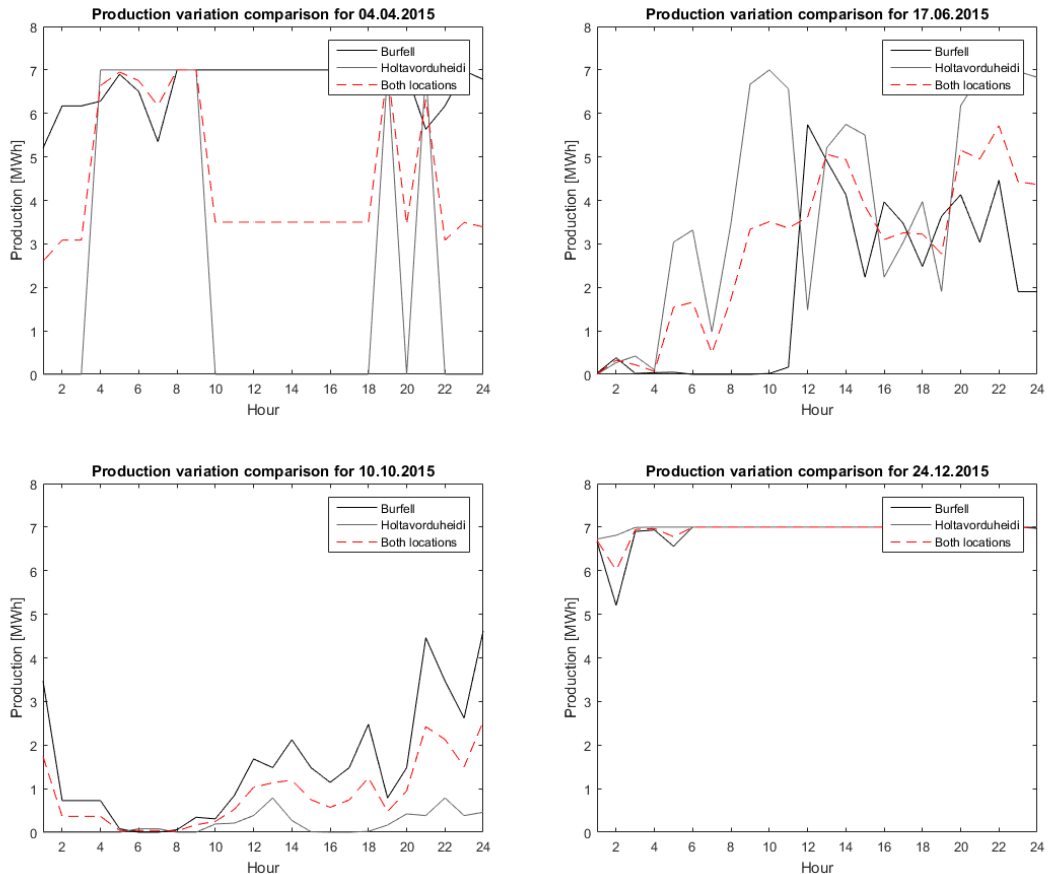 Production variation comparison for 04.04.2015
8
7
6
5
4
3
2
1
0
Production [MWh]
Burfell
Holtavorduheidi
Both locations
2 4 6 8 10 12 14 16 18 20 22 24
Hour
Production variation comparison for 17.06.2015
8
7
6
5
4
3
2
1
0
Production [MWh]
Burfell
Holtavorduheidi
Both locations
2 4 6 8 10 12 14 16 18 20 22 24
Hour
Production variation comparison for 10.10.2015
8
7
6
5
4
3
2
1
0
Production [MWh]
Burfell
Holtavorduheidi
Both locations
2 4 6 8 10 12 14 16 18 20 22 24
Hour
Production variation comparison for 24.12.2015
8
7
6
5
4
3
2
1
0
Production [MWh]
Burfell
Holtavorduheidi
Both locations
2 4 6 8 10 12 14 16 18 20 22 24
Hour